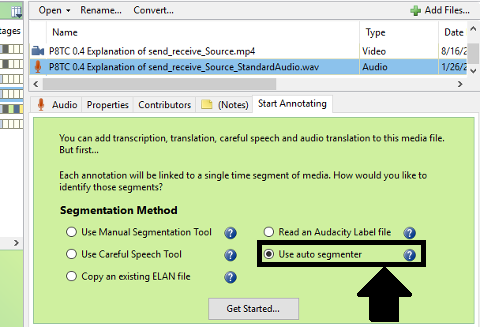 Open Rename... Convert... Add Files...
tages
Name Type Date
P8TC 0.4 Explanation of send_receive_Source.mp4 Video 8/16/2
P8TC 0.4 Explanation of send_receive_Source_StandardAudio.wav Audio 1/26/2
Audio Properties Contributors (Notes) Start Annotating
You can add transcription, translation, careful speech and audio translation to this media file.
But first...
Each annotation will be linked to a single time segment of media. How would you like to
identify those segments?
Segmentation Method
Use Manual Segmentation Tool ? Read an Audacity Label file ?
Use Careful Speech Tool ? Use auto segmenter ?
Copy an existing ELAN file ?
Get Started...